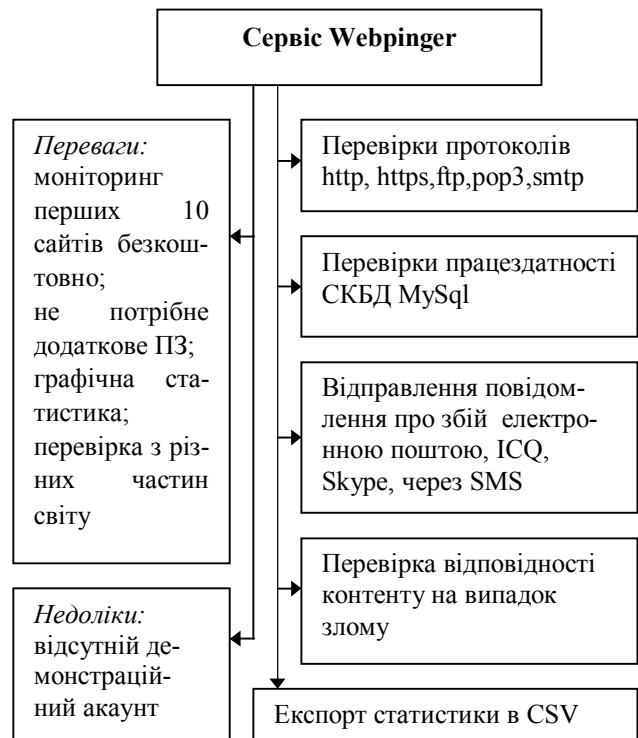 Сервіс Webpinger
Переваги:
моніторинг
перших 10
сайтів безкош-
товно;
не потрібне
додаткове ПЗ;
графічна ста-
тистика;
перевірка з різ-
них частин
світу
Недоліки:
відсутній де-
монстрацій-
ний акаунт
Перевірки протоколів
http, https,ftp,pop3,smtp
Перевірки працездатності
СКБД MySql
Відправлення повідом-
лення про збій електро-
нною поштою, ICQ,
Skype, через SMS
Перевірка відповідності
контенту на випадок
злому
Експорт статистики в CSV